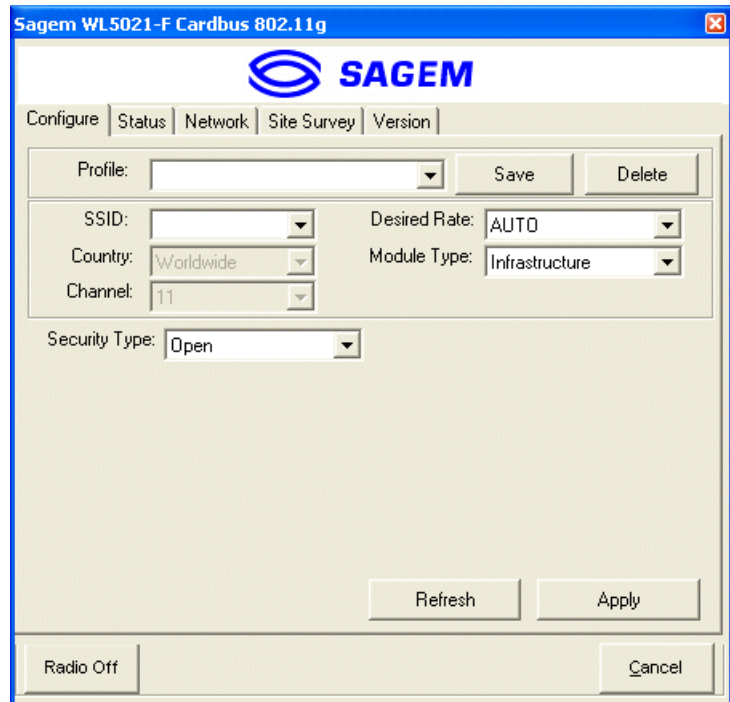 Sagem WL5021-F Cardbus 802.11g
SAGEM
Configure Status Network Site Survey Version
Profile: Save Delete
SSID: Desired Rate: AUTO
Country: Worldwide Module Type: Infrastructure
Channel: 11
Security Type: Open
Refresh Apply
Radio Off Cancel